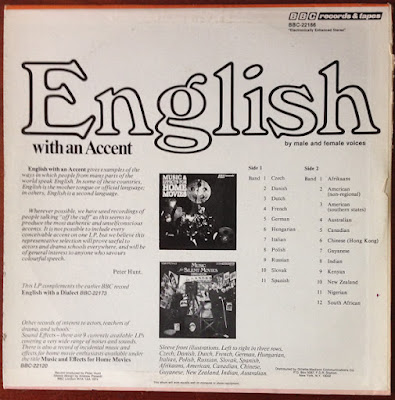 BBC records & tapes
BBC-22166
"Electronically Enhanced Stereo"
English
with an Accent
by male and female voices
English with an Accent gives examples of the
ways in which people from many parts of the
world speak English. In some of these countries,
English is the mother tongue or official language;
in others, English is a second language.
Whenever possible, we have used recordings of
people talking "off the cuff" as this seems to
produce the most authentic and unselfconscious
accents. It is not possible to include every
conceivable accent on one LP, but we believe this
representative selection will prove useful to
actors and drama schools everywhere, and will be
of general interest to anyone who savours
colourful speech.
Peter Hunt.
This LP complements the earlier BBC record
English with a Dialect BBC-22173
Other records of interest to actors, teachers of
drama, and schools:
Sound Effects - there are 9 currently available LPs
covering a very wide range of noises and sounds.
There is also a record of incidental music and
effects for home movie enthusiasts available under
the title Music and Effects for Home Movies
BBC-22120
MUSIC &
EFFECTS FOR
HOME
MOVIES
Music for
SILENT MOVIES
Side 1
Band 1 Czech
2 Danish
3 Dutch
4 French
5 German
6 Hungarian
7 Italian
8 Polish
9 Russian
10 Slovak
11 Spanish
Side 2
Band 1 Afrikaans
2 American
(non-regional)
3 American
(southern states)
4 Australian
5 Canadian
6 Chinese (Hong Kong)
7 Guyanese
8 Indian
9 Kenyan
10 New Zealand
11 Nigerian
12 South African
Sleeve from illustrations. Left to right in three rows,
Czech, Danish, Dutch, French, German, Hungarian,
Italian, Polish, Russian, Slovak, Spanish,
Afrikaans, American, Canadian, Chinese,
Guyanese, New Zealand, Indian, Australian.